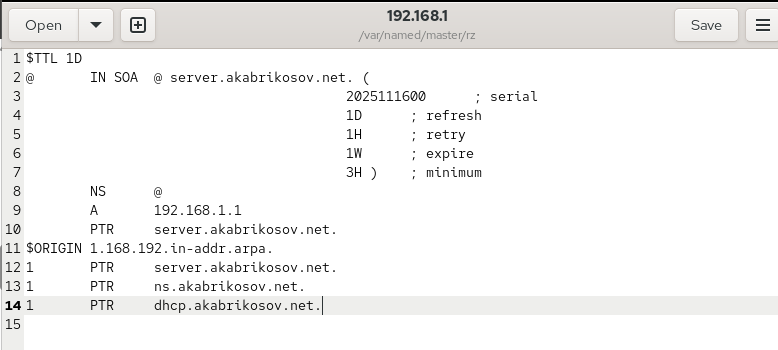 Open
192.168.1
/var/named/master/rz
Save
1 $TTL 1D
2 @ IN SOA @ server.akabrikosov.net. (
3 2025111600 ; serial
4 1D ; refresh
5 1H ; retry
6 1W ; expire
7 3H ) ; minimum
8 NS @
9 A 192.168.1.1
10 PTR server.akabrikosov.net.
11 $ORIGIN 1.168.192.in-addr.arpa.
12 1 PTR server.akabrikosov.net.
13 1 PTR ns.akabrikosov.net.
14 1 PTR dhcp.akabrikosov.net.
15